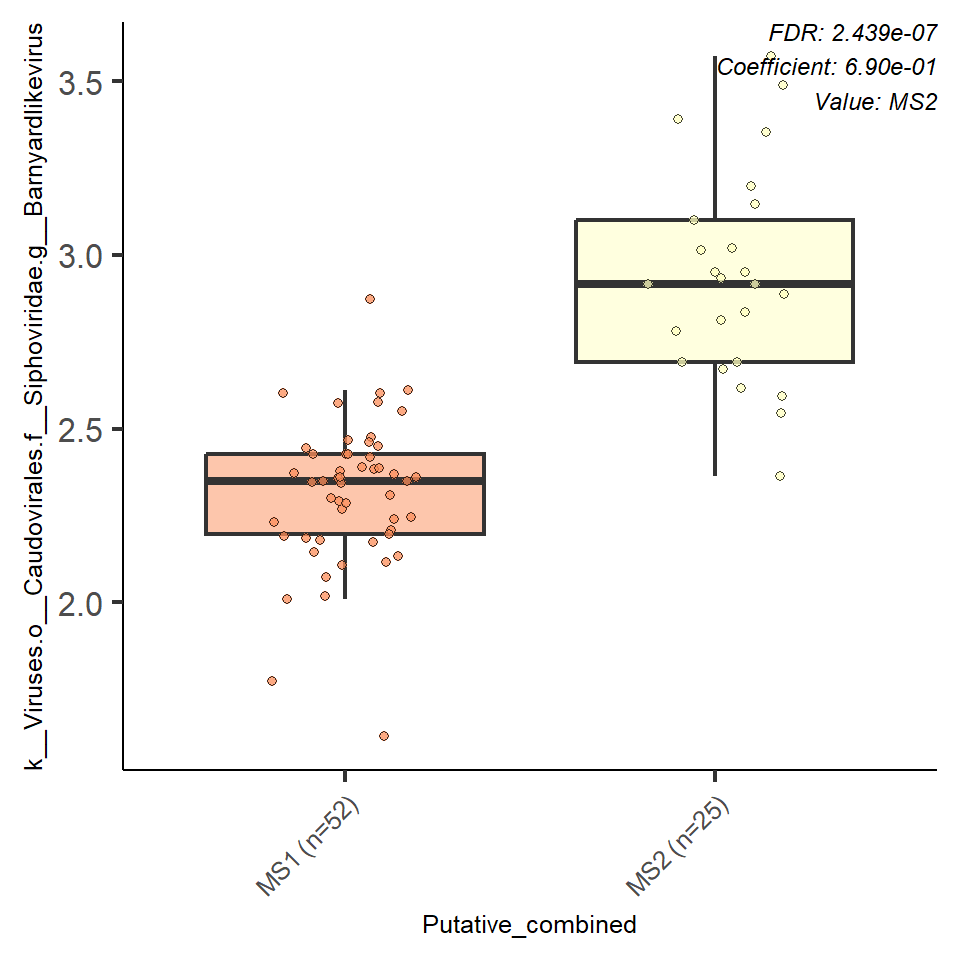 FDR: 2.439e-07
Coefficient: 6.90e-01
Value: MS2
k__Viruses.o__Caudovirales.f__Siphoviridae.g__Barnyardlikevirus
3.5
3.0
2.5
2.0
MS1 (n=52)
MS2 (n=25)
Putative_combined